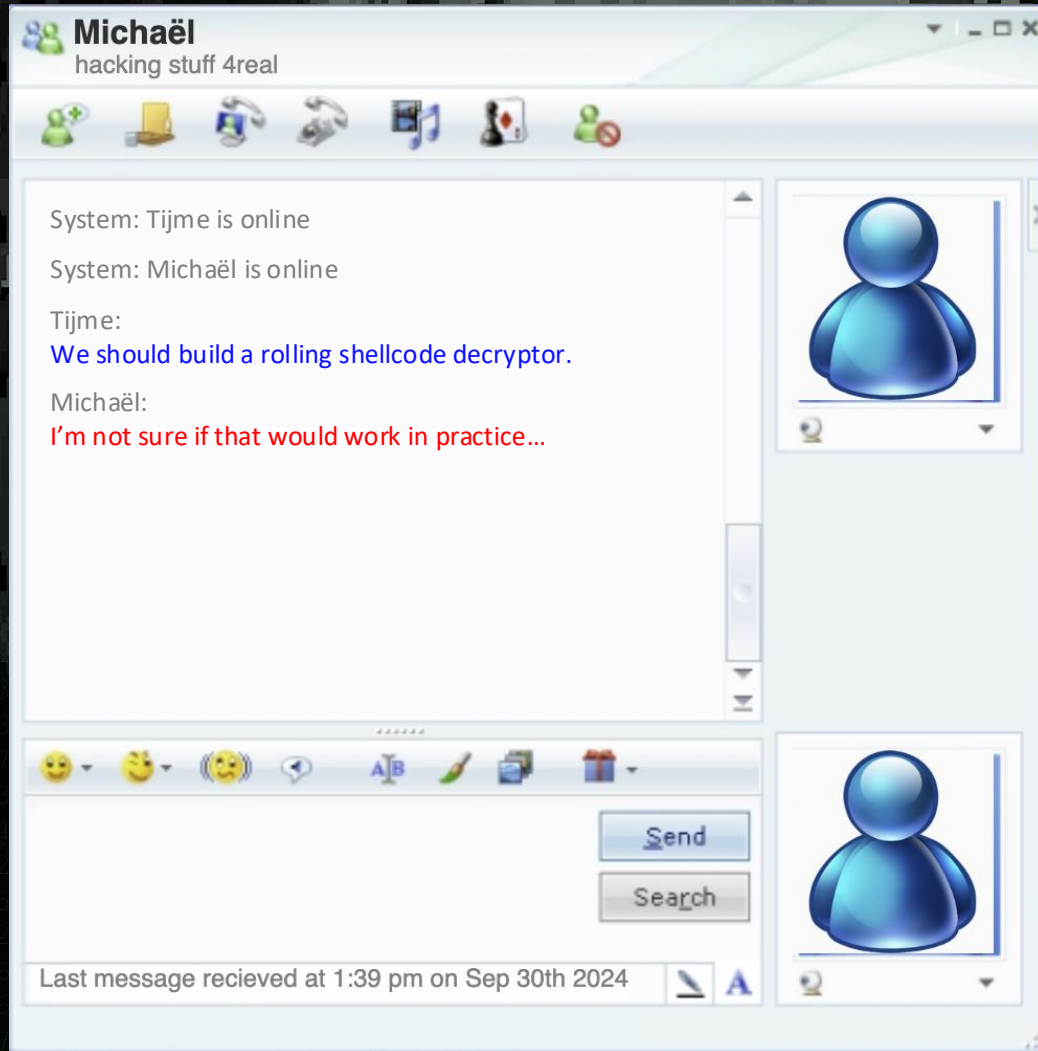 Michaël
hacking stuff 4real
System: Tijme is online
System: Michaël is online
Tijme:
We should build a rolling shellcode decryptor.
Michaël:
I'm not sure if that would work in practice…
Send
Search
Last message recieved at 1:39 pm on Sep 30th 2024